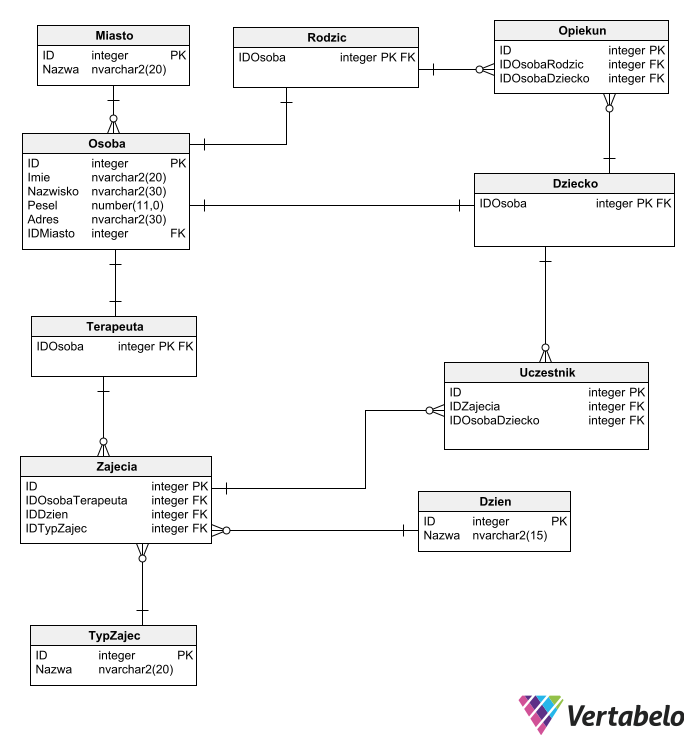 Miasto
ID integer PK
Nazwa nvarchar2(20)
Rodzic
IDOsoba integer PK FK
Opiekun
ID integer PK
IDOsobaRodzic integer FK
IDOsobaDziecko integer FK
Osoba
ID integer PK
Imie nvarchar2(20)
Nazwisko nvarchar2(30)
Pesel number(11,0)
Adres nvarchar2(30)
IDMiasto integer FK
Dziecko
IDOsoba integer PK FK
Terapeuta
IDOsoba integer PK FK
Uczestnik
ID integer PK
IDZajecia integer FK
IDOsobaDziecko integer FK
Zajecia
ID integer PK
IDOsobaTerapeuta integer FK
IDDzien integer FK
IDTypZajec integer FK
Dzien
ID integer PK
Nazwa nvarchar2(15)
TypZajec
ID integer PK
Nazwa nvarchar2(20)
Vertabelo